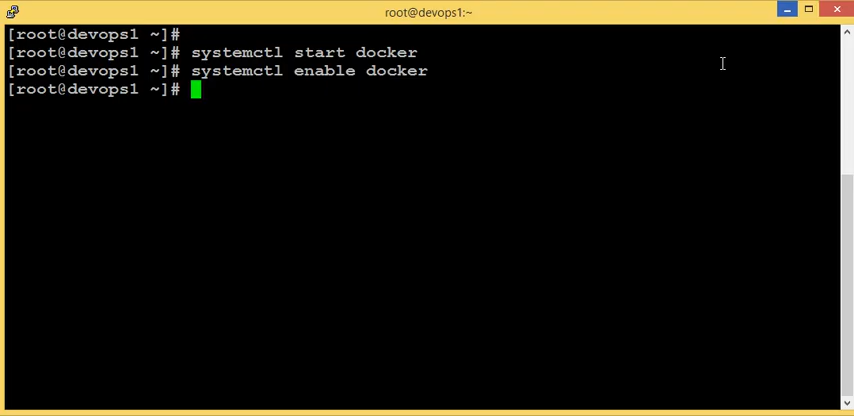 root@devops1:~
[root@devops1 ~]#
[root@devops1 ~]# systemctl start docker
[root@devops1 ~]# systemctl enable docker
[root@devops1 ~]#